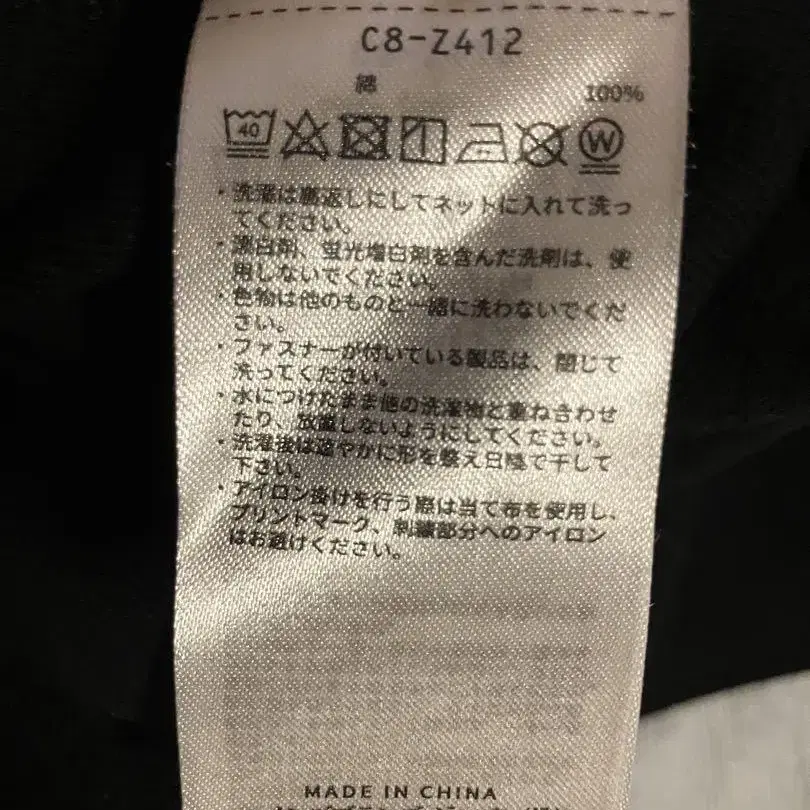 C8-Z412
綿 100%
40
W
・洗濯は裏返しにしてネットに入れて洗っ
てください。
・漂白剤、蛍光増白剤を含んだ洗剤は、使
用しないでください。
・色物は他のものと一緒に洗わないでくだ
さい。
・ファスナーが付いている製品は、閉じて
洗ってください。
・水につけたまま他の洗濯物と重ね合わせ
たり、放置しないようにしてください。
・洗濯後は速やかに形を整え日陰で干して
下さい。
・アイロン掛けを行う際は当て布を使用し、
プリントマーク、刺繍部分へのアイロン
はお避けください。
MADE IN CHINA